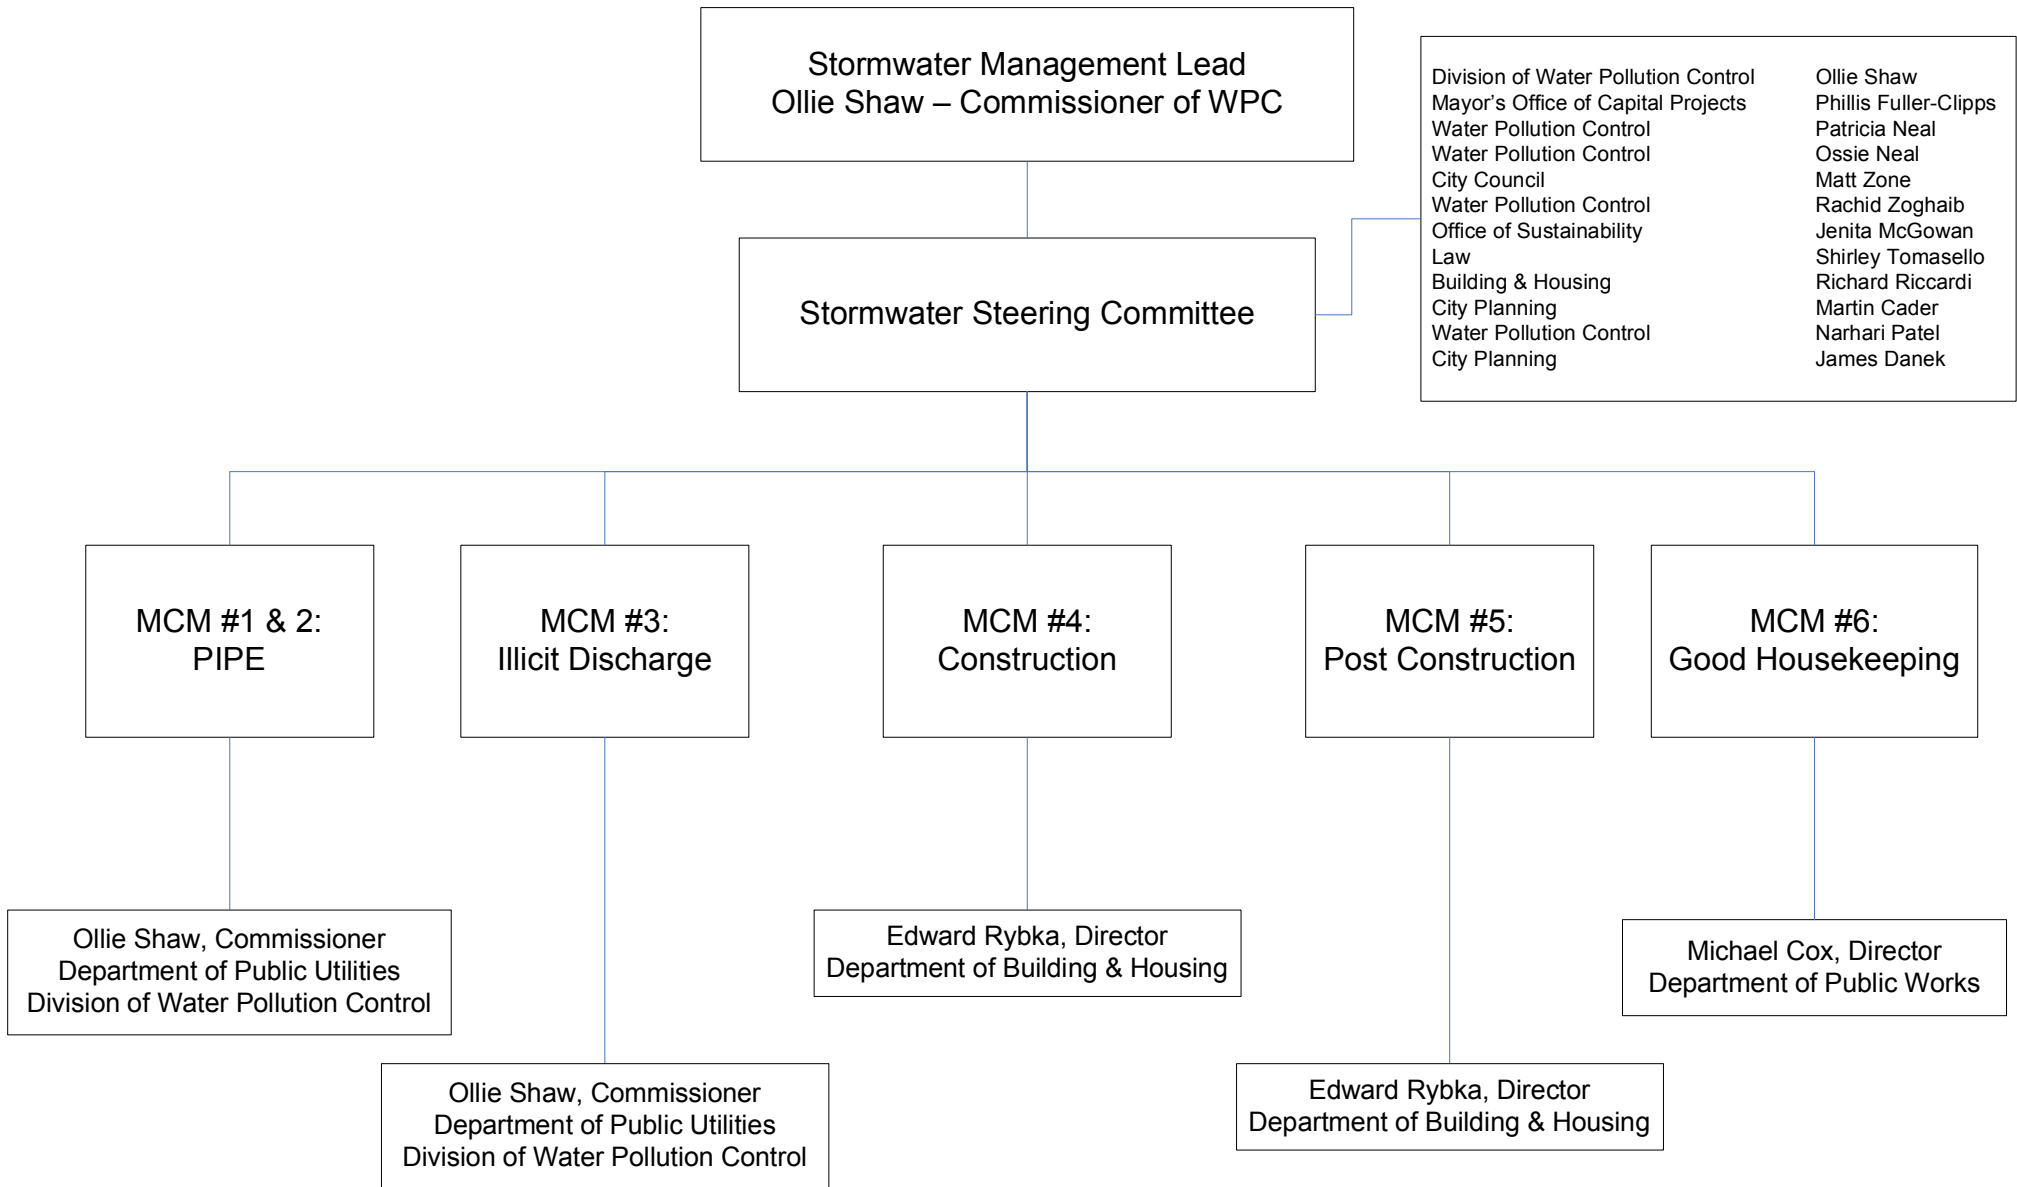 Stormwater Management Lead
Ollie Shaw – Commissioner of WPC
Division of Water Pollution Control Ollie Shaw
Mayor’s Office of Capital Projects Phillis Fuller-Clipps
Water Pollution Control Patricia Neal
Water Pollution Control Ossie Neal
City Council Matt Zone
Water Pollution Control Rachid Zoghaib
Office of Sustainability Jenita McGowan
Law Shirley Tomasello
Building & Housing Richard Riccardi
City Planning Martin Cader
Water Pollution Control Narhari Patel
City Planning James Danek
Stormwater Steering Committee
MCM #1 & 2:
PIPE
MCM #3:
Illicit Discharge
MCM #4:
Construction
MCM #5:
Post Construction
MCM #6:
Good Housekeeping
Ollie Shaw, Commissioner
Department of Public Utilities
Division of Water Pollution Control
Ollie Shaw, Commissioner
Department of Public Utilities
Division of Water Pollution Control
Edward Rybka, Director
Department of Building & Housing
Edward Rybka, Director
Department of Building & Housing
Michael Cox, Director
Department of Public Works